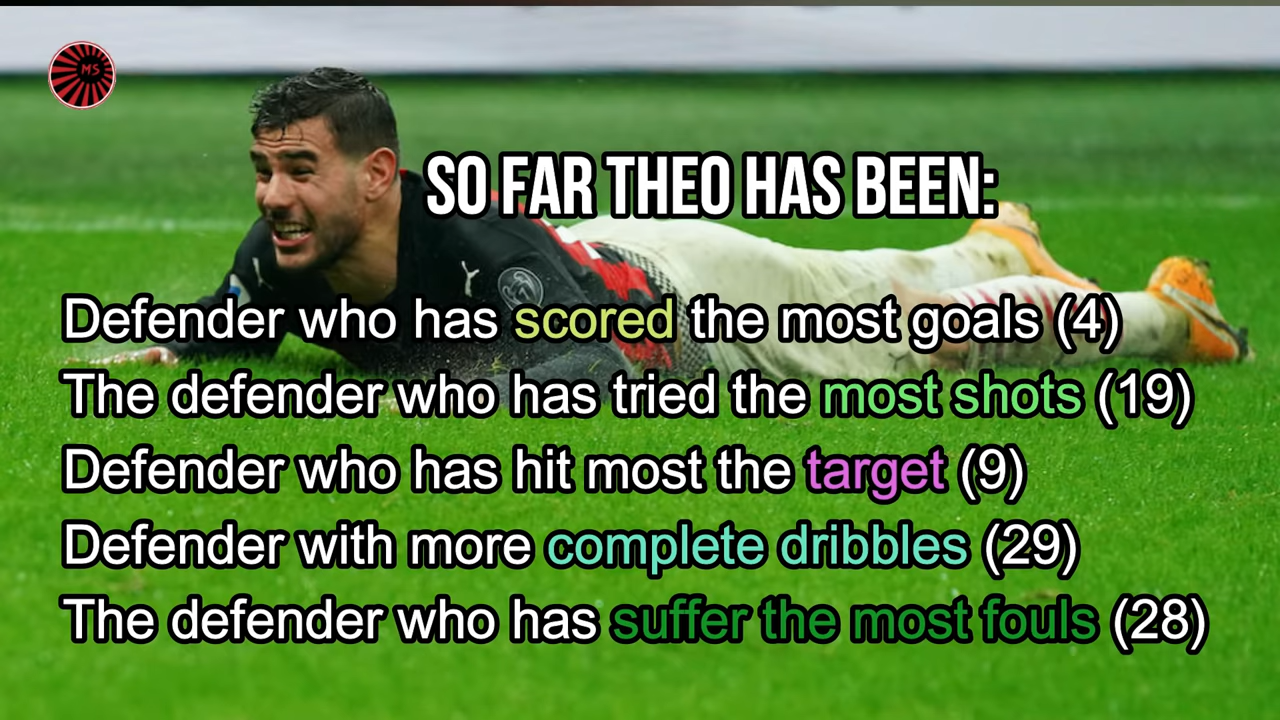 MS
SO FAR THEO HAS BEEN:
Defender who has scored the most goals (4)
The defender who has tried the most shots (19)
Defender who has hit most the target (9)
Defender with more complete dribbles (29)
The defender who has suffer the most fouls (28)